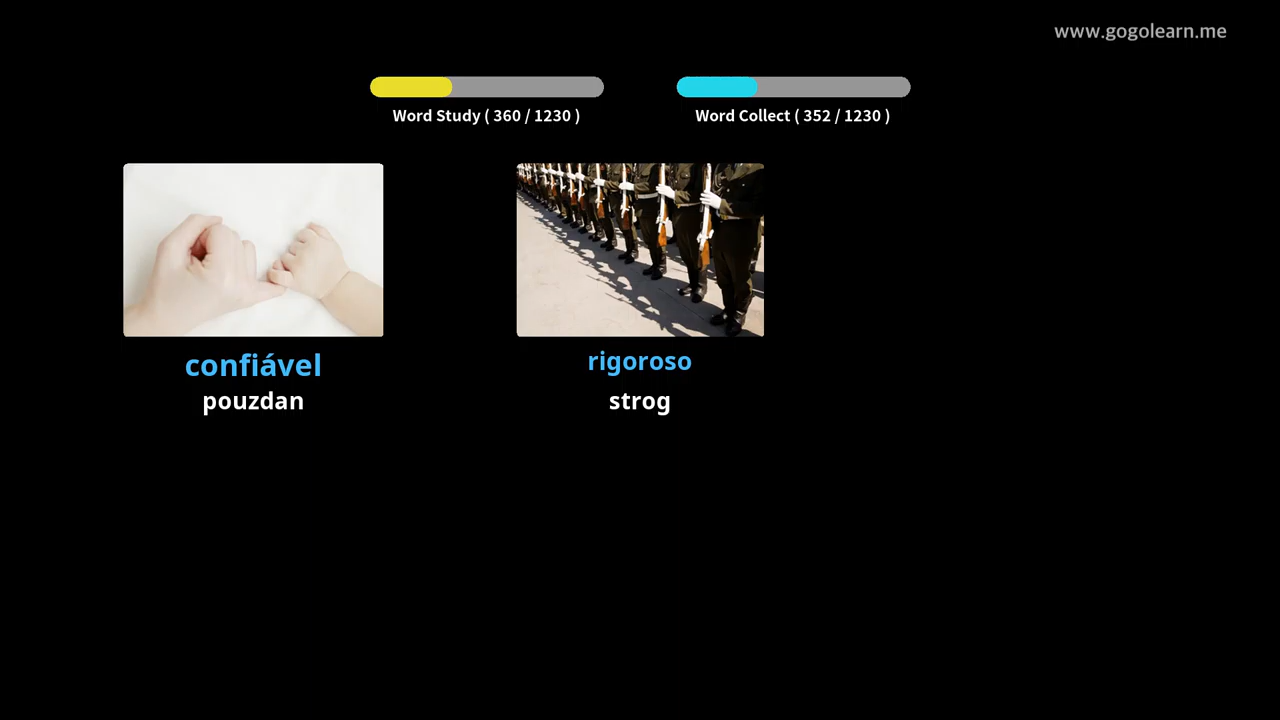 www.gogolearn.me
Word Study ( 360 / 1230 )
Word Collect ( 352 / 1230 )
confiável
pouzdan
rigoroso
strog